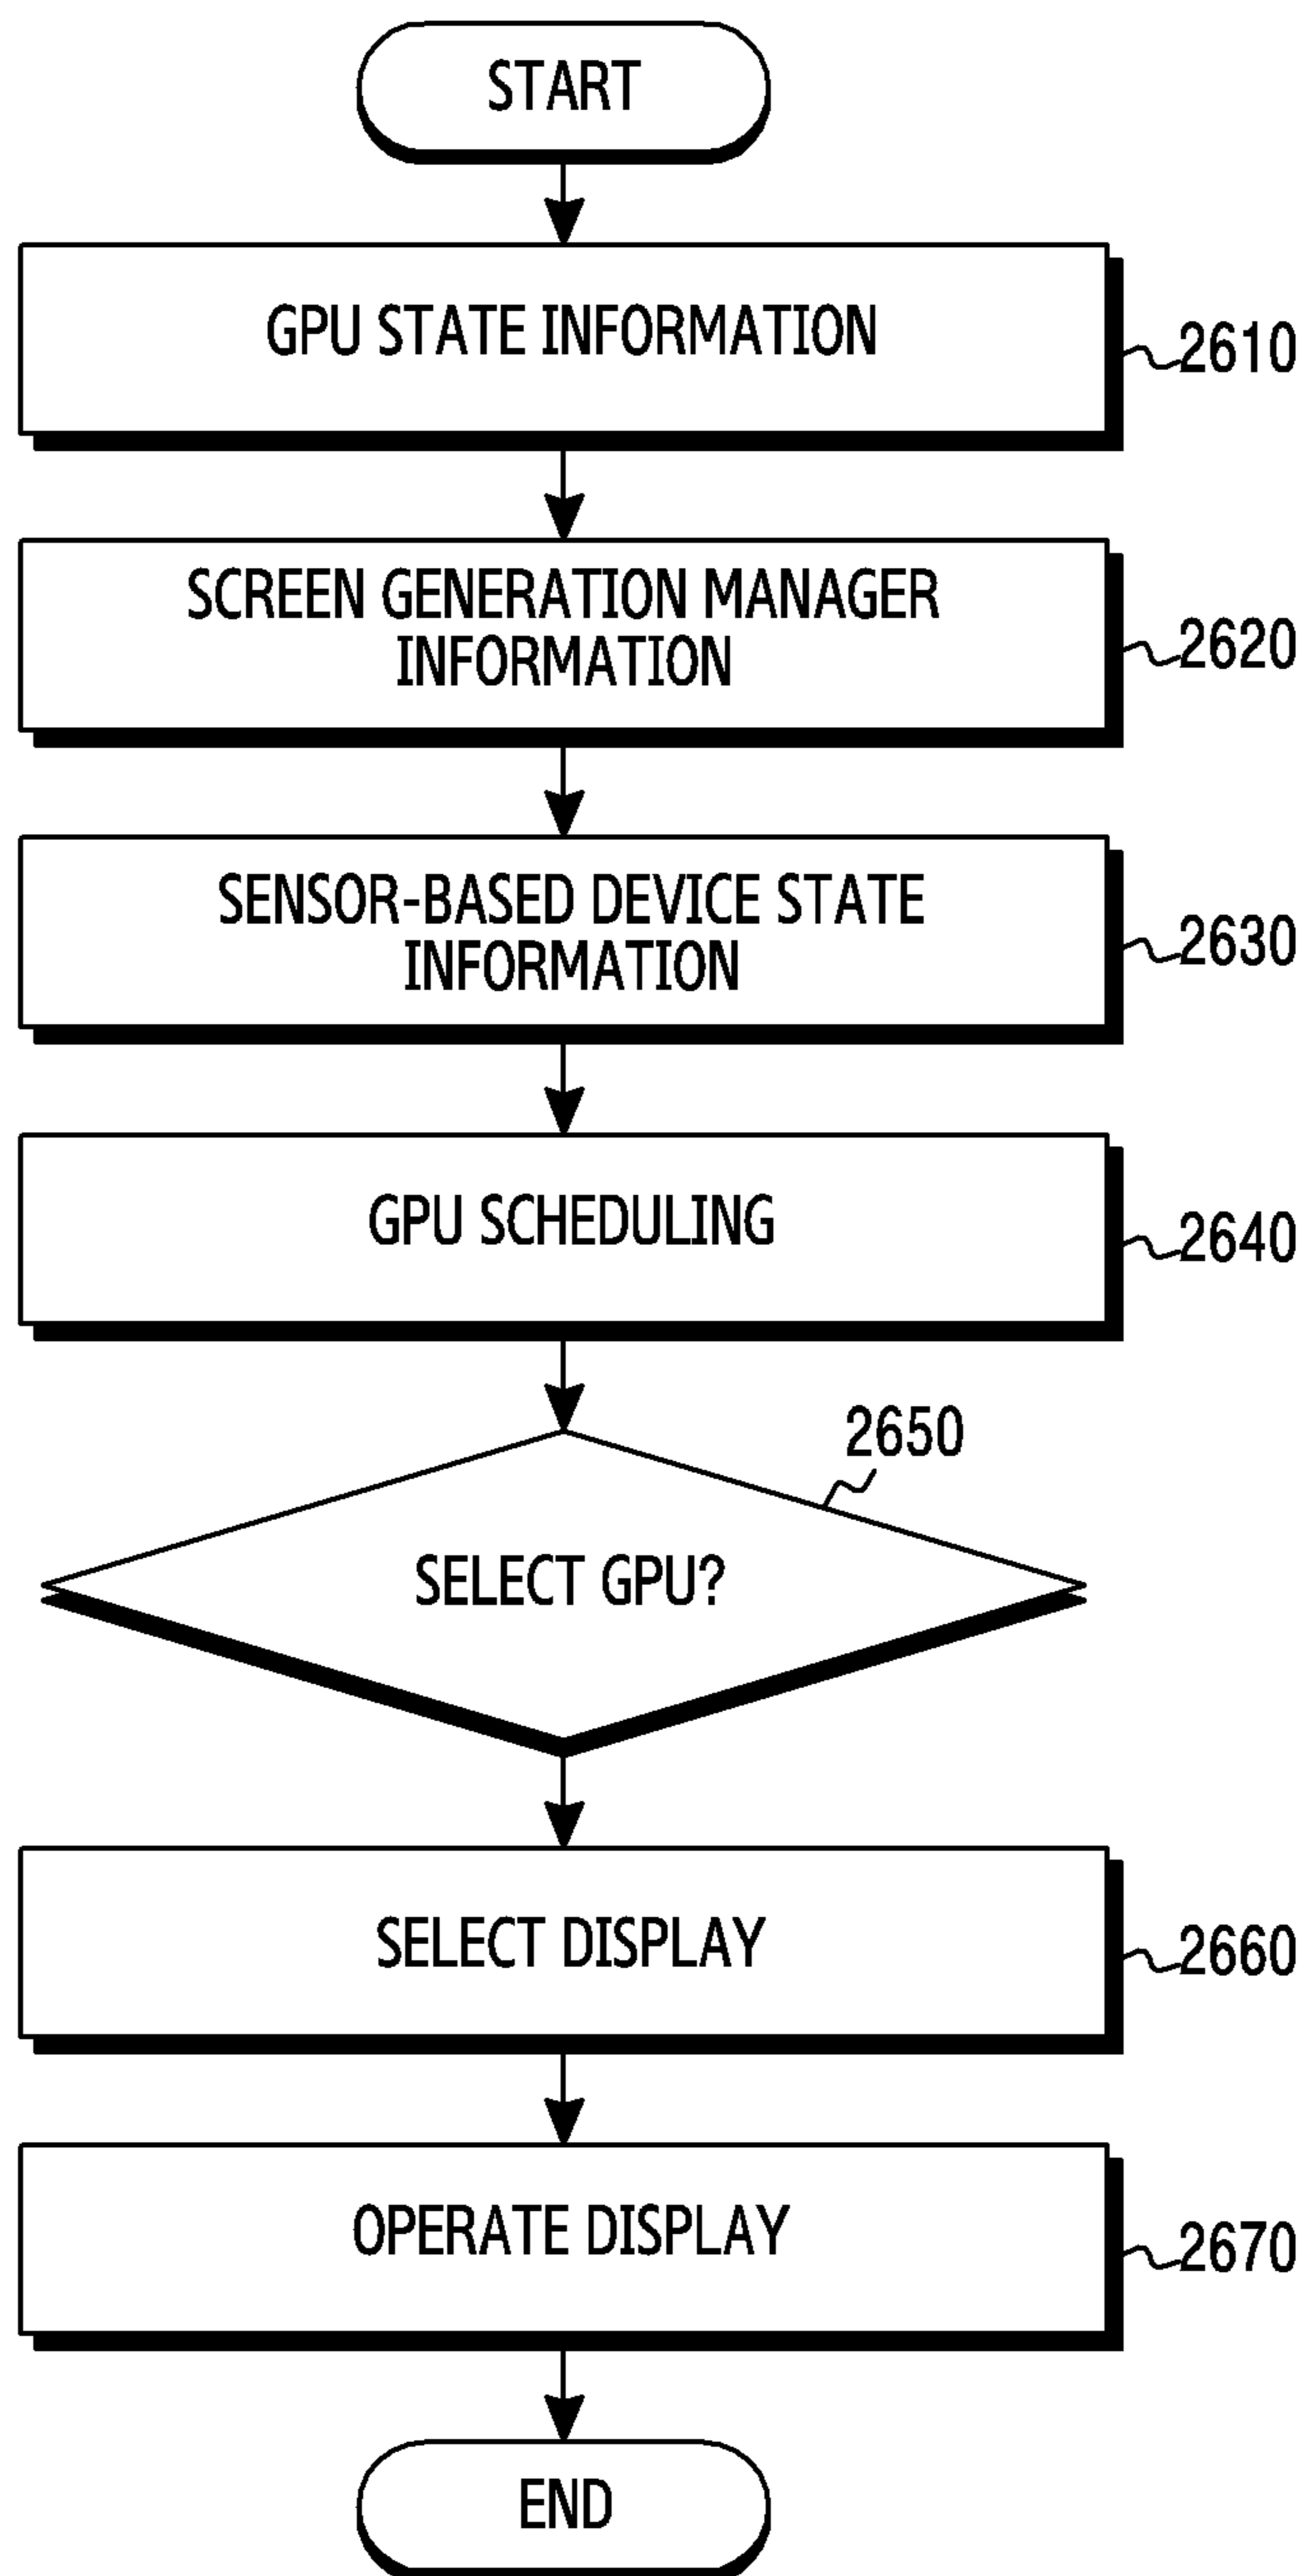 START
GPU STATE INFORMATION
2610
SCREEN GENERATION MANAGER
INFORMATION
2620
SENSOR-BASED DEVICE STATE
INFORMATION
2630
GPU SCHEDULING
2640
2650
SELECT GPU?
SELECT DISPLAY
2660
OPERATE DISPLAY
2670
END